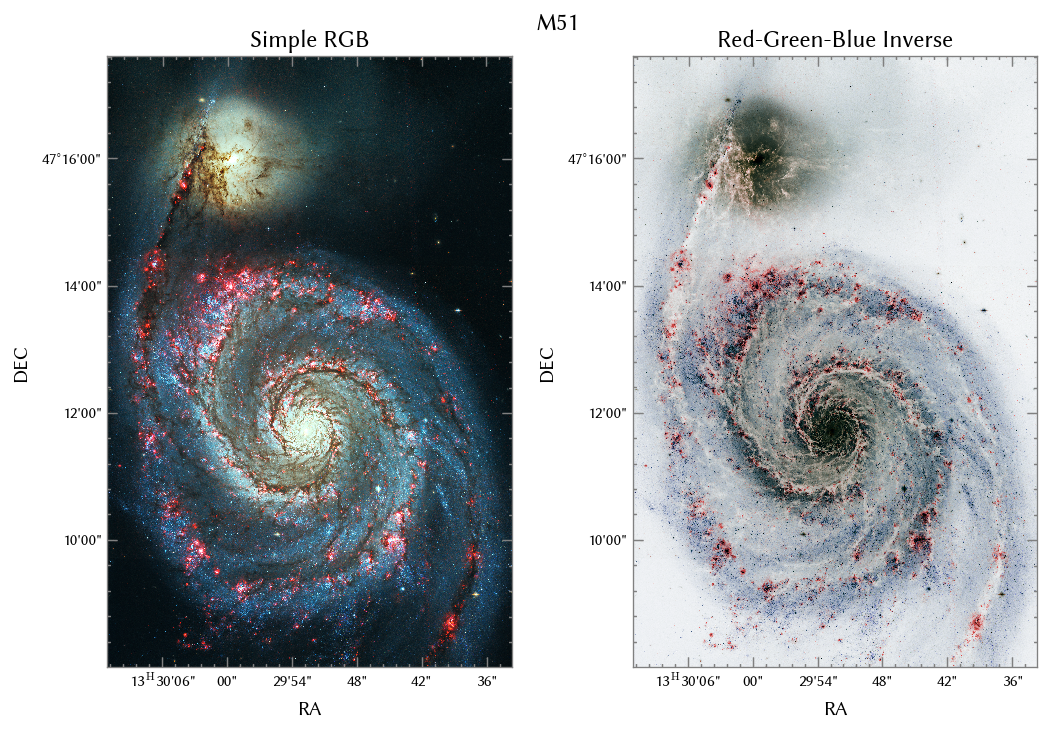 M51
Simple RGB
Red-Green-Blue Inverse
DEC
47°16'00"
14'00"
12'00"
10'00"
13ᴴ30'06" 00" 29'54" 48" 42" 36"
RA
DEC
47°16'00"
14'00"
12'00"
10'00"
13ᴴ30'06" 00" 29'54" 48" 42" 36"
RA